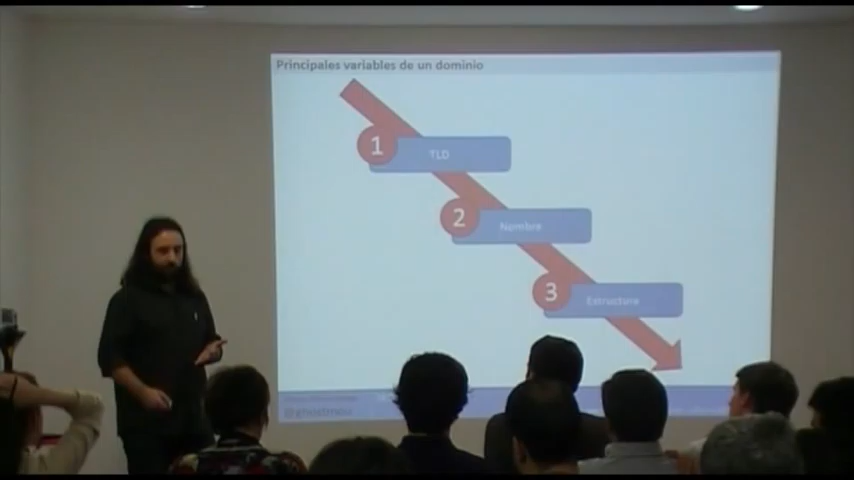 Principales variables de un dominio
1
TLD
2
Nombre
3
Estructura
@ghostmou